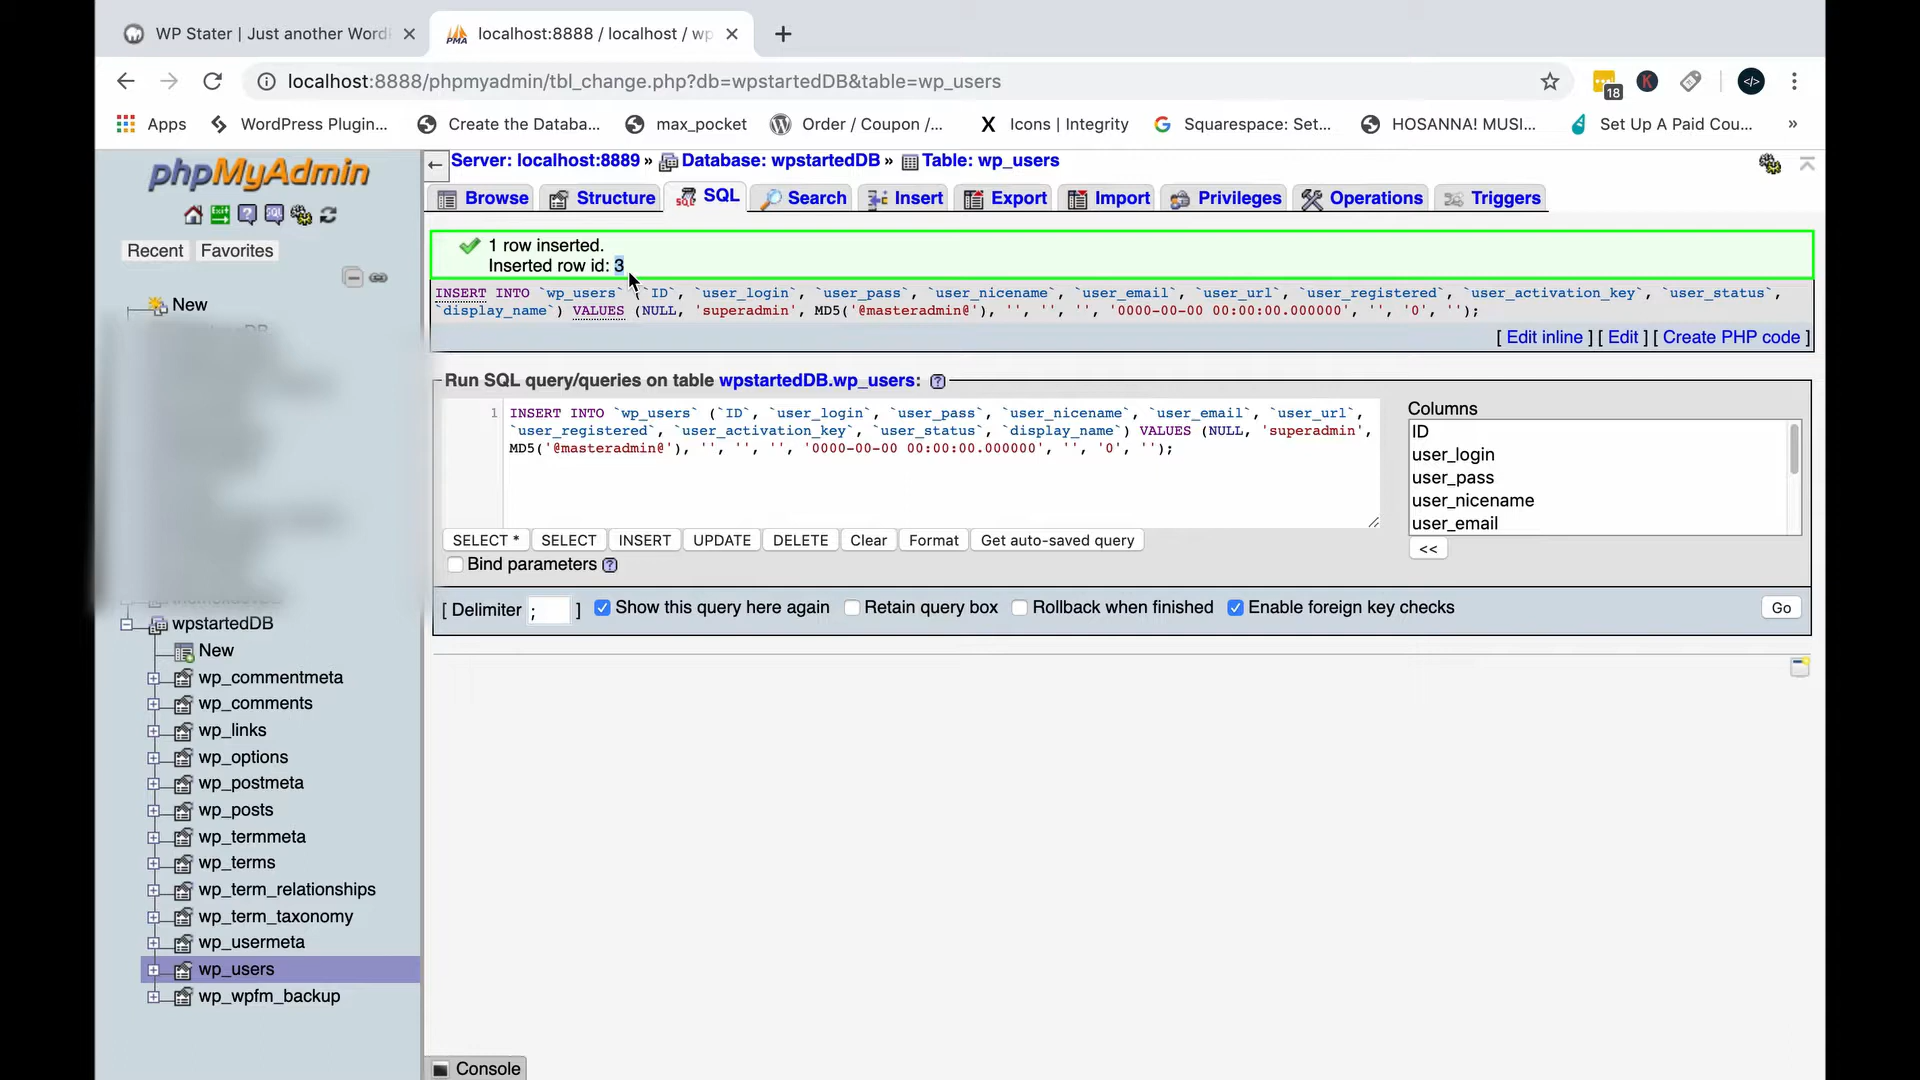 WP Stater | Just another Word
localhost:8888 / localhost / wp
localhost:8888/phpmyadmin/tbl_change.php?db=wpstartedDB&table=wp_users
18
K
Apps
WordPress Plugin...
Create the Databa...
max_pocket
Order / Coupon /...
Icons | Integrity
Squarespace: Set...
HOSANNA! MUSI...
Set Up A Paid Cou...
»
phpMyAdmin
Recent
Favorites
New
wpstartedDB
New
wp_commentmeta
wp_comments
wp_links
wp_options
wp_postmeta
wp_posts
wp_termmeta
wp_terms
wp_term_relationships
wp_term_taxonomy
wp_usermeta
wp_users
wp_wpfm_backup
Server: localhost:8889 » Database: wpstartedDB » Table: wp_users
Browse
Structure
SQL
Search
Insert
Export
Import
Privileges
Operations
Triggers
1 row inserted.
Inserted row id: 3
INSERT INTO `wp_users` (`ID`, `user_login`, `user_pass`, `user_nicename`, `user_email`, `user_url`, `user_registered`, `user_activation_key`, `user_status`,
`display_name`) VALUES (NULL, 'superadmin', MD5('@masteradmin@'), '', '', '', '0000-00-00 00:00:00.000000', '', '0', '');
[ Edit inline ] [ Edit ] [ Create PHP code ]
Run SQL query/queries on table wpstartedDB.wp_users:
1
INSERT INTO `wp_users` (`ID`, `user_login`, `user_pass`, `user_nicename`, `user_email`, `user_url`,
`user_registered`, `user_activation_key`, `user_status`, `display_name`) VALUES (NULL, 'superadmin',
MD5('@masteradmin@'), '', '', '', '0000-00-00 00:00:00.000000', '', '0', '');
Columns
ID
user_login
user_pass
user_nicename
user_email
<<
SELECT *
SELECT
INSERT
UPDATE
DELETE
Clear
Format
Get auto-saved query
Bind parameters
[ Delimiter ; ]
Show this query here again
Retain query box
Rollback when finished
Enable foreign key checks
Go
Console